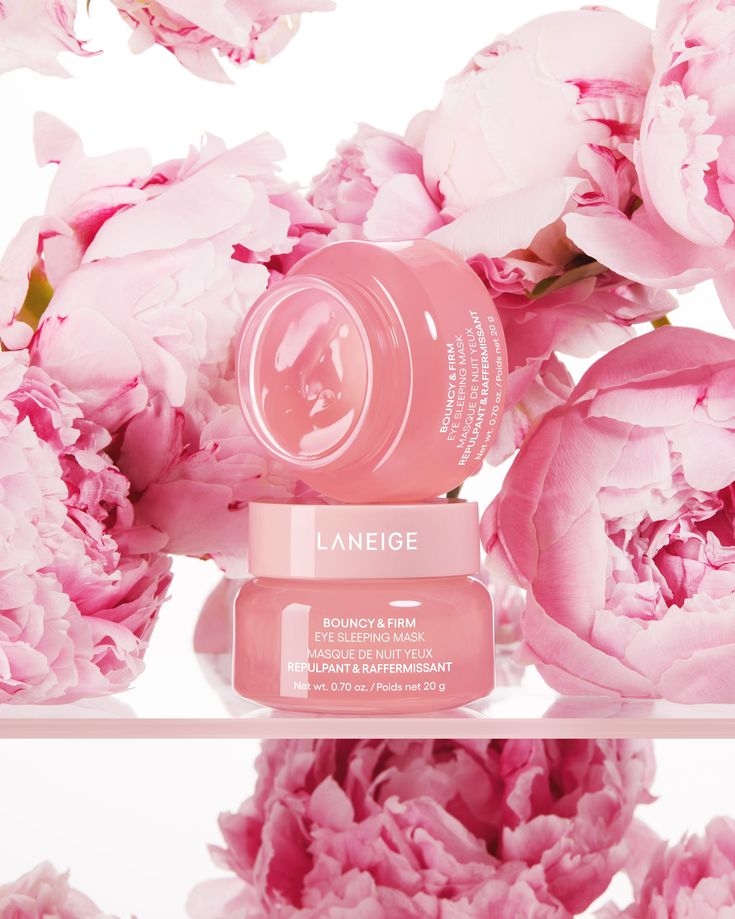 BOUNCY & FIRM
EYE SLEEPING MASK
MASQUE DE NUIT YEUX
REPULPANT & RAFFERMISSANT
Net wt. 0.70 oz. / Poids net 20 g
LANEIGE
BOUNCY & FIRM
EYE SLEEPING MASK
MASQUE DE NUIT YEUX
REPULPANT & RAFFERMISSANT
Net wt. 0.70 oz. / Poids net 20 g